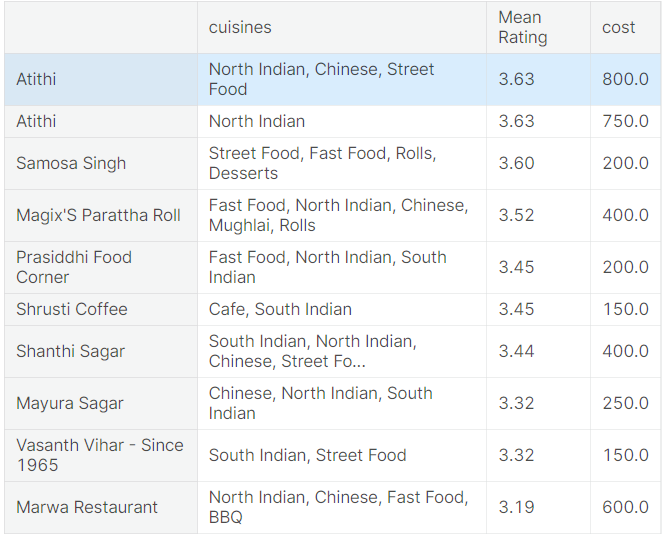 cuisines Mean Rating cost
Atithi North Indian, Chinese, Street Food 3.63 800.0
Atithi North Indian 3.63 750.0
Samosa Singh Street Food, Fast Food, Rolls, Desserts 3.60 200.0
Magix'S Parattha Roll Fast Food, North Indian, Chinese, Mughlai, Rolls 3.52 400.0
Prasiddhi Food Corner Fast Food, North Indian, South Indian 3.45 200.0
Shrusti Coffee Cafe, South Indian 3.45 150.0
Shanthi Sagar South Indian, North Indian, Chinese, Street Fo... 3.44 400.0
Mayura Sagar Chinese, North Indian, South Indian 3.32 250.0
Vasanth Vihar - Since 1965 South Indian, Street Food 3.32 150.0
Marwa Restaurant North Indian, Chinese, Fast Food, BBQ 3.19 600.0